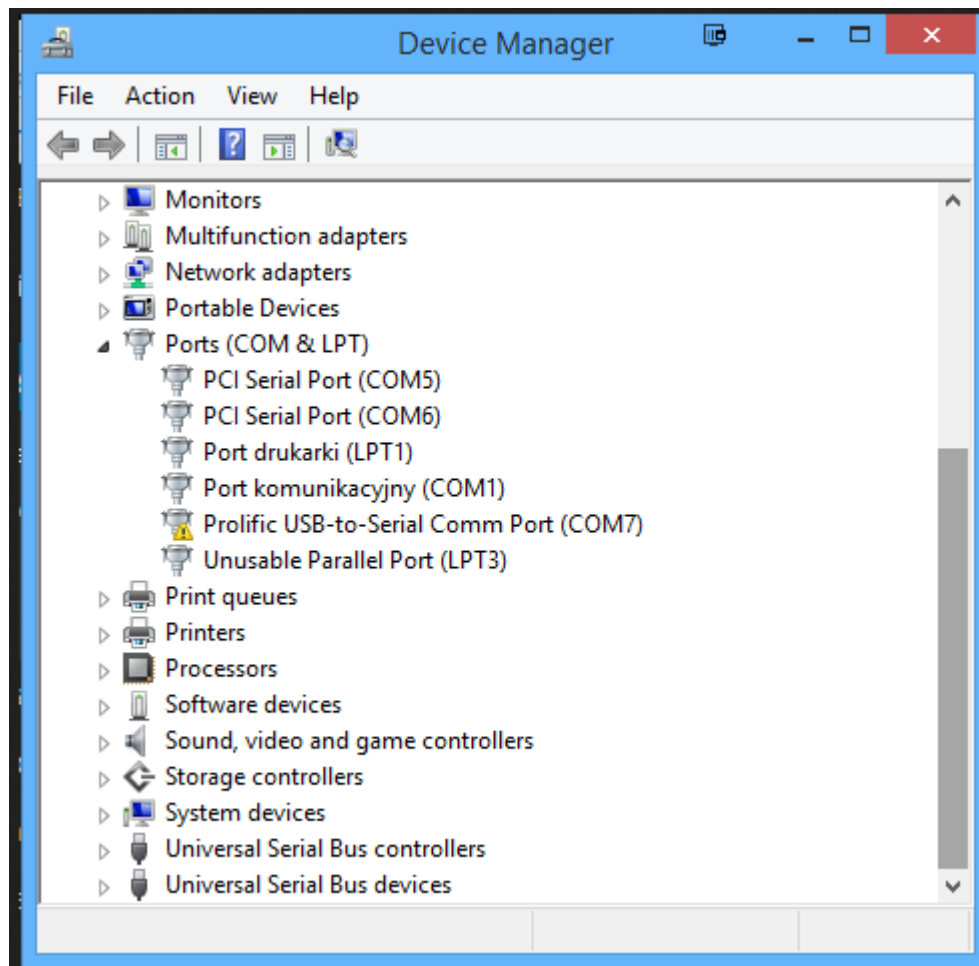 Device Manager
File Action View Help
Monitors
Multifunction adapters
Network adapters
Portable Devices
Ports (COM & LPT)
PCI Serial Port (COM5)
PCI Serial Port (COM6)
Port drukarki (LPT1)
Port komunikacyjny (COM1)
Prolific USB-to-Serial Comm Port (COM7)
Unusable Parallel Port (LPT3)
Print queues
Printers
Processors
Software devices
Sound, video and game controllers
Storage controllers
System devices
Universal Serial Bus controllers
Universal Serial Bus devices